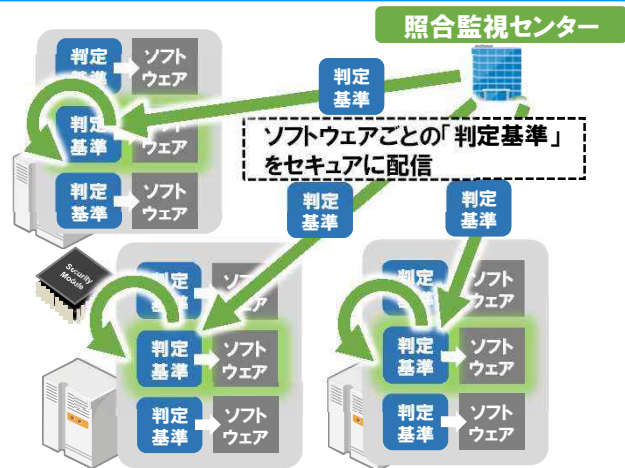 照合監視センター
判定
基準
ソフト
ウェア
判定
基準
判定
基準
ソフト
ウェア
ソフトウェアごとの「判定基準」
をセキュアに配信
判定
基準
ソフト
ウェア
判定
基準
判定
基準
Security
Module
判定
基準
ソフト
ウェア
判定
基準
ソフト
ウェア
判定
基準
ソフト
ウェア
判定
基準
ソフト
ウェア
判定
基準
ソフト
ウェア
判定
基準
ソフト
ウェア